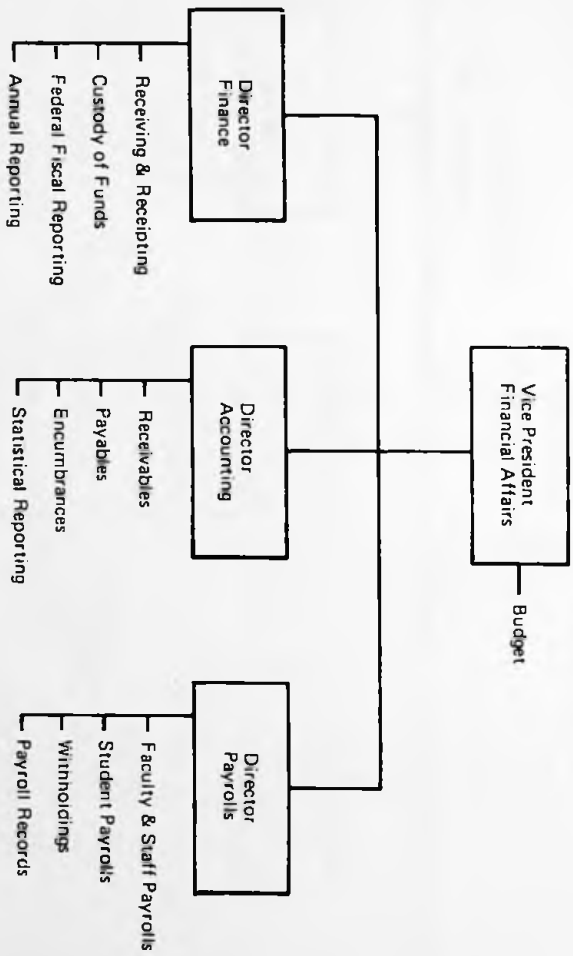 Vice President
Financial Affairs
Budget
Director
Finance
Receiving & Receipting
Custody of Funds
Federal Fiscal Reporting
Annual Reporting
Director
Accounting
Receivables
Payables
Encumbrances
Statistical Reporting
Director
Payrolls
Faculty & Staff Payrolls
Student Payrolls
Withholdings
Payroll Records